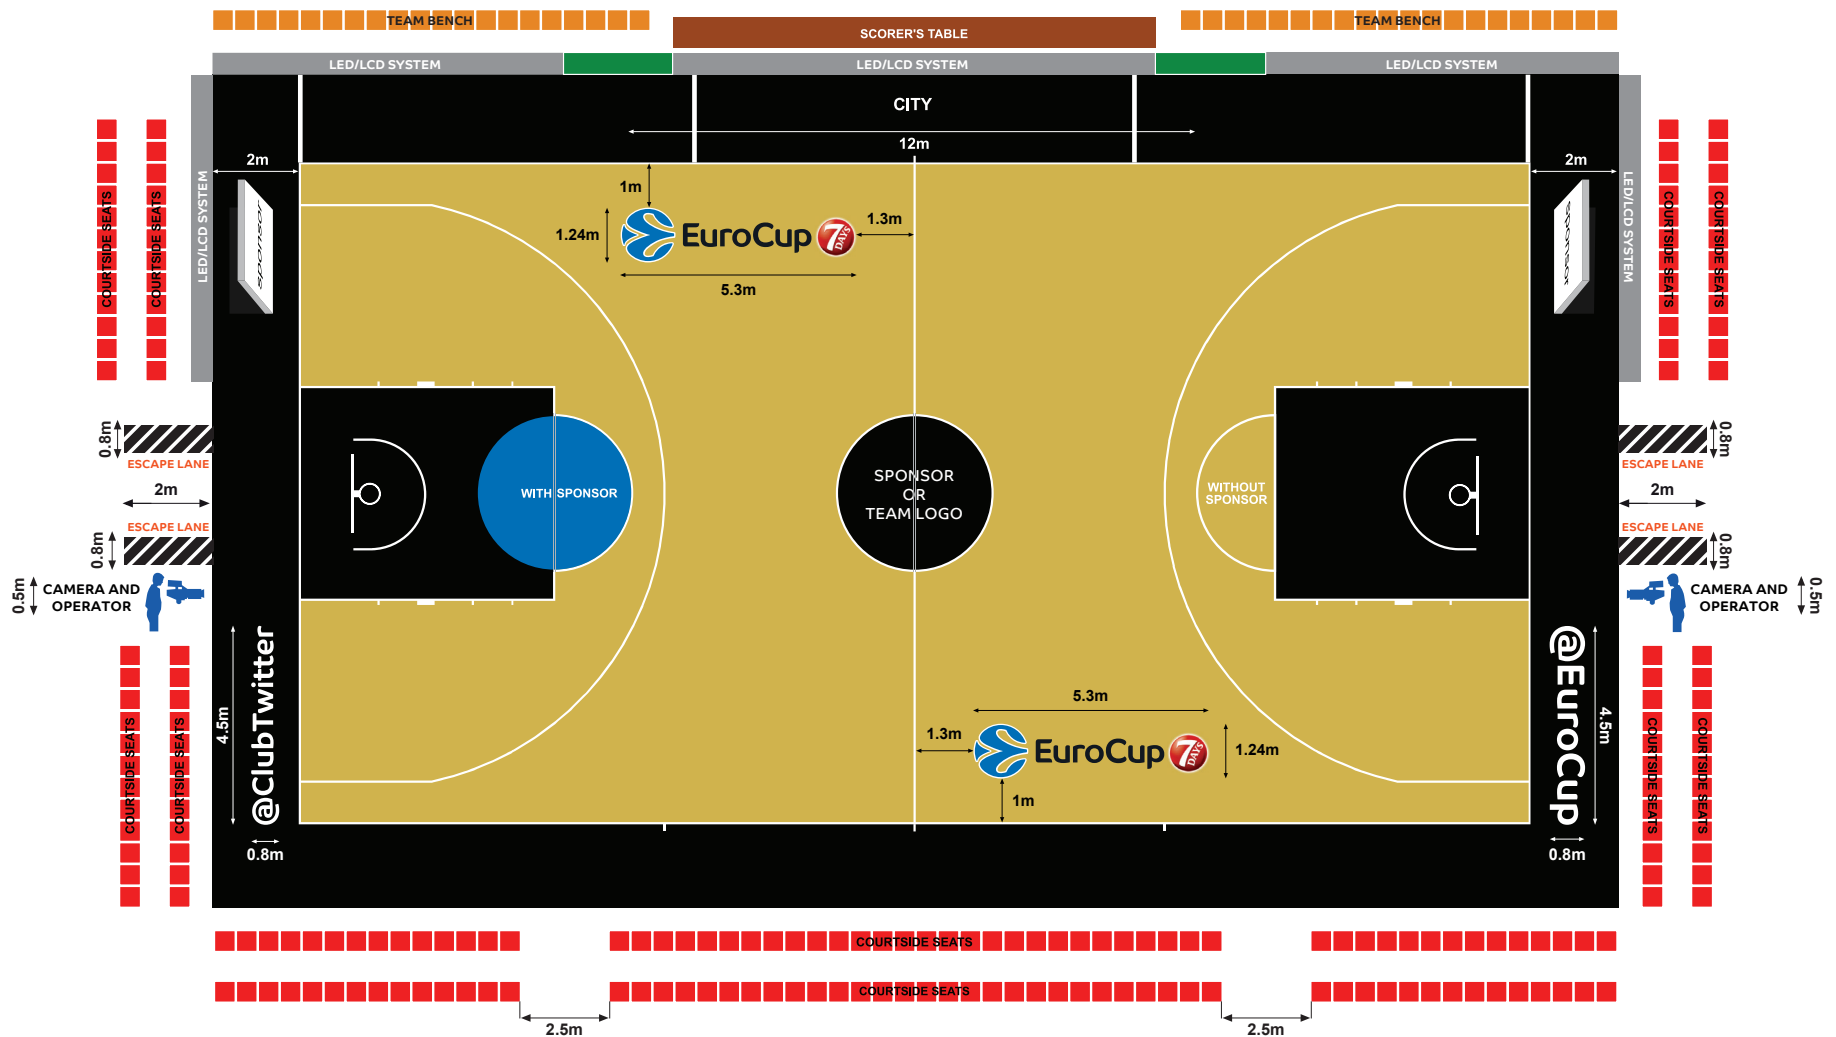 TEAM BENCH
TEAM BENCH
SCORER'S TABLE
LED/LCD SYSTEM
LED/LCD SYSTEM
LED/LCD SYSTEM
CITY
12m
2m
2m
LED/LCD SYSTEM
LED/LCD SYSTEM
COURTSIDE SEATS
COURTSIDE SEATS
COURTSIDE SEATS
COURTSIDE SEATS
sponsor
sponsor
1m
1.24m
EuroCup
7
DAYS
1.3m
5.3m
0.8m
ESCAPE LANE
2m
ESCAPE LANE
0.8m
0.5m
CAMERA AND
OPERATOR
WITH SPONSOR
SPONSOR
OR
TEAM LOGO
WITHOUT
SPONSOR
0.8m
ESCAPE LANE
2m
ESCAPE LANE
0.8m
CAMERA AND
OPERATOR
0.5m
4.5m
@ClubTwitter
0.8m
5.3m
1.3m
EuroCup
7
DAYS
1.24m
1m
@EuroCup
4.5m
0.8m
COURTSIDE SEATS
COURTSIDE SEATS
COURTSIDE SEATS
COURTSIDE SEATS
COURTSIDE SEATS
COURTSIDE SEATS
2.5m
2.5m